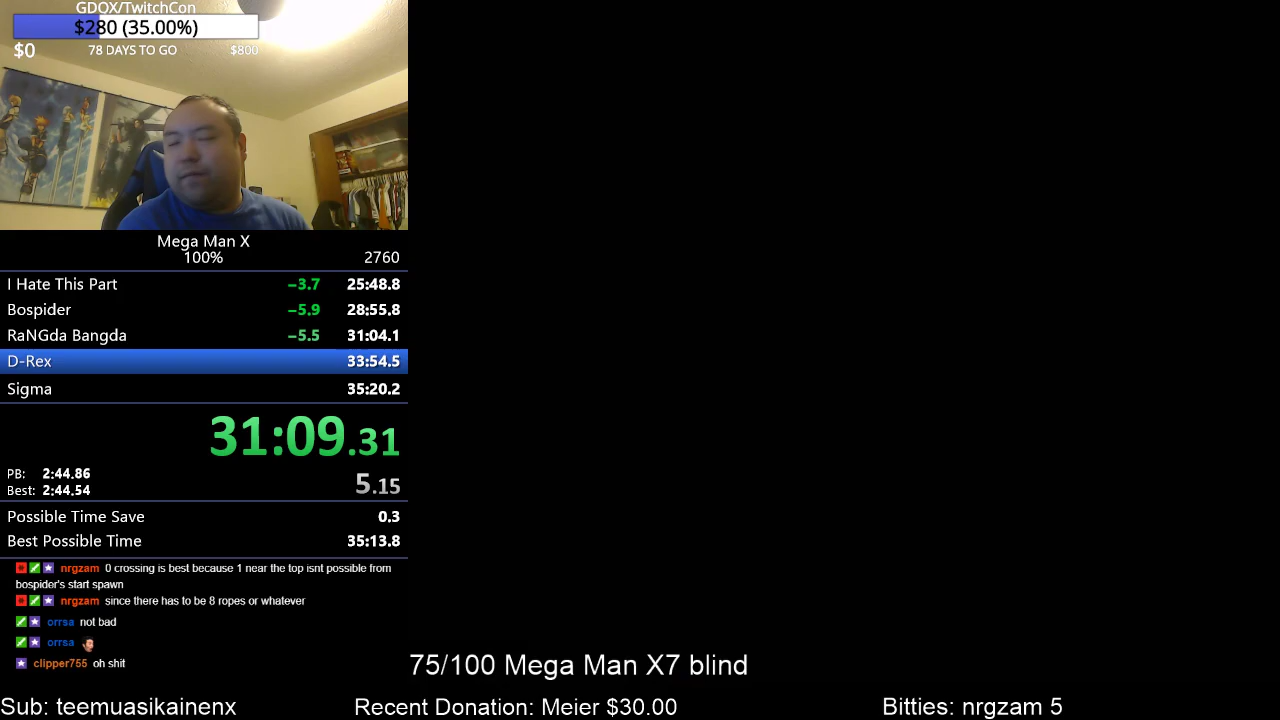 GDOX/TwitchCon
$280 (35.00%)
$0 78 DAYS TO GO $800
Mega Man X
100% 2760
I Hate This Part -3.7 25:48.8
Bospider -5.9 28:55.8
RaNGda Bangda -5.5 31:04.1
D-Rex 33:54.5
Sigma 35:20.2
31:09.31
PB: 2:44.86
5.15
Best: 2:44.54
Possible Time Save 0.3
Best Possible Time 35:13.8
nrgzam 0 crossing is best because 1 near the top isnt possible from
bospider's start spawn
nrgzam since there has to be 8 ropes or whatever
orrsa not bad
orrsa
clipper755 oh shit
75/100 Mega Man X7 blind
Sub: teemuasikainenx Recent Donation: Meier $30.00 Bitties: nrgzam 5